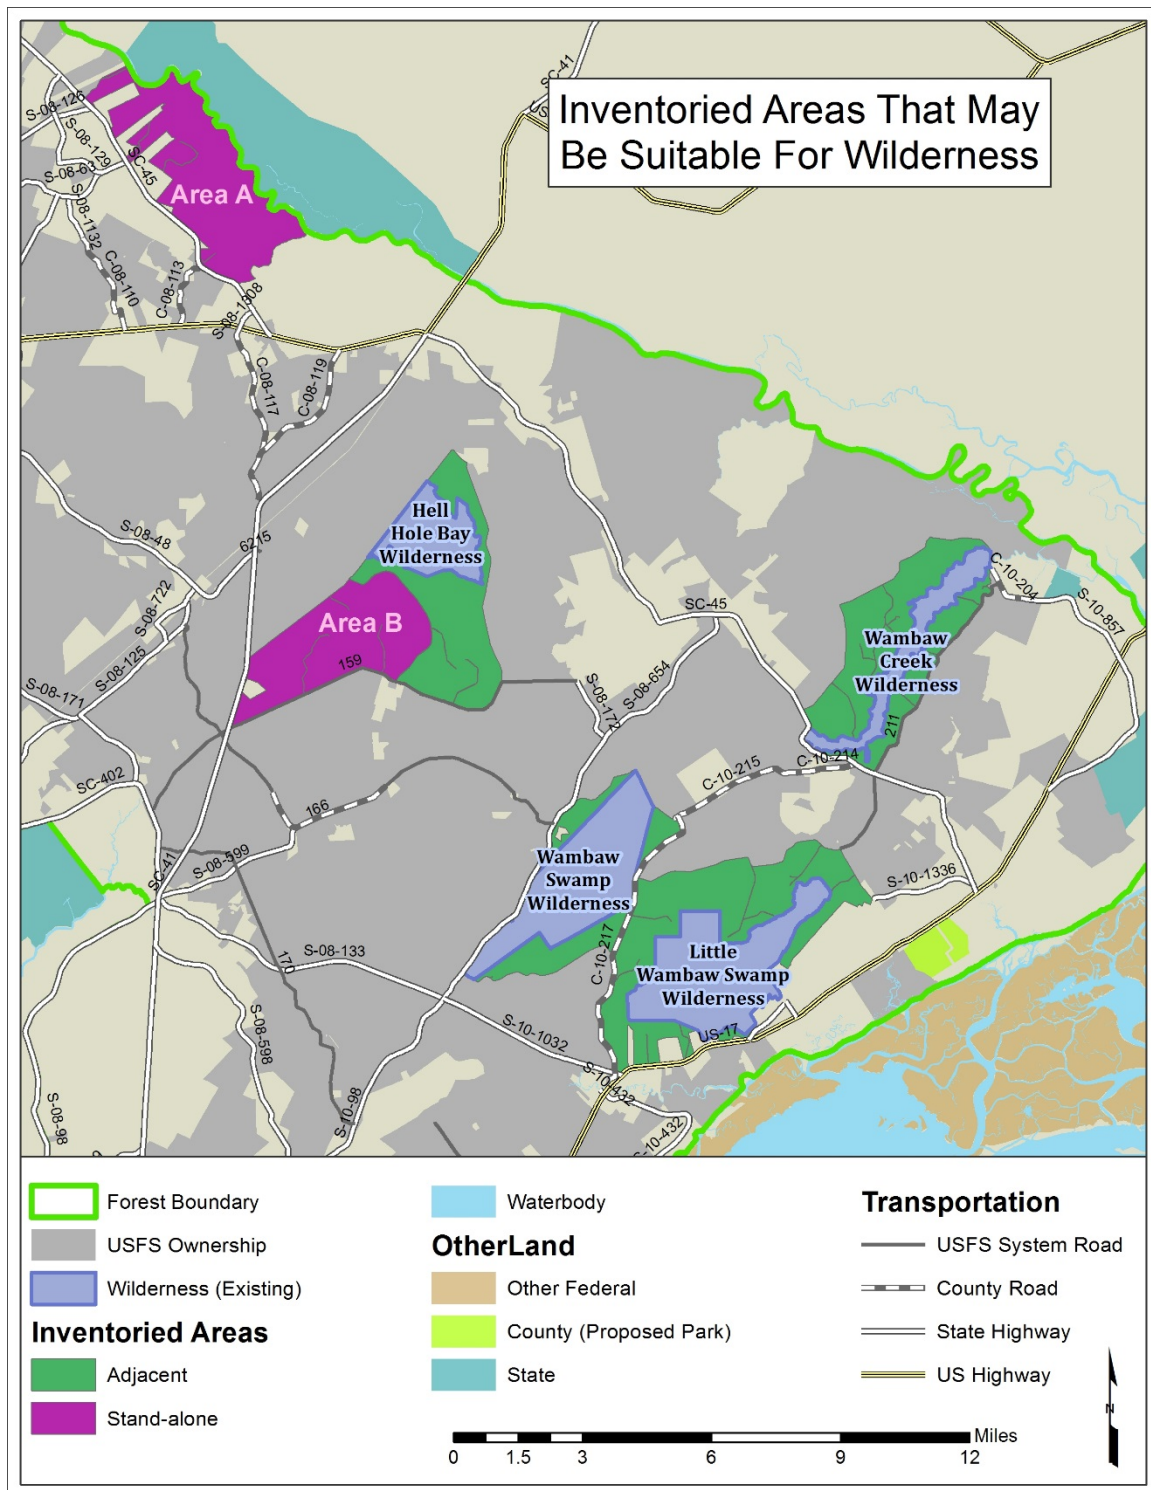 Inventoried Areas That May
Be Suitable For Wilderness
SC-41
US
S-08-126
S-08-129
SC-45
S-08-63
Area A
S-08-1132
C-08-110
C-08-113
S-08-1308
C-08-117
C-08-119
S-08-48
6215
Hell
Hole Bay
Wilderness
S-08-722
C-10-204
S-10-857
SC-45
Area B
Wambaw
Creek
Wilderness
S-08-125
159
S-08-654
S-08-171
S-08-172
211
SC-402
C-10-215
C-10-214
166
SC-41
S-08-599
Wambaw
Swamp
Wilderness
S-10-1336
C-10-217
S-08-133
170
Little
Wambaw Swamp
Wilderness
S-08-598
S-10-1032
US-17
S-10-432
S-10-98
S-08-98
S-10-432
Forest Boundary
USFS Ownership
Wilderness (Existing)
Inventoried Areas
Adjacent
Stand-alone
Waterbody
OtherLand
Other Federal
County (Proposed Park)
State
Transportation
USFS System Road
County Road
State Highway
US Highway
N
Miles
0 1.5 3 6 9 12